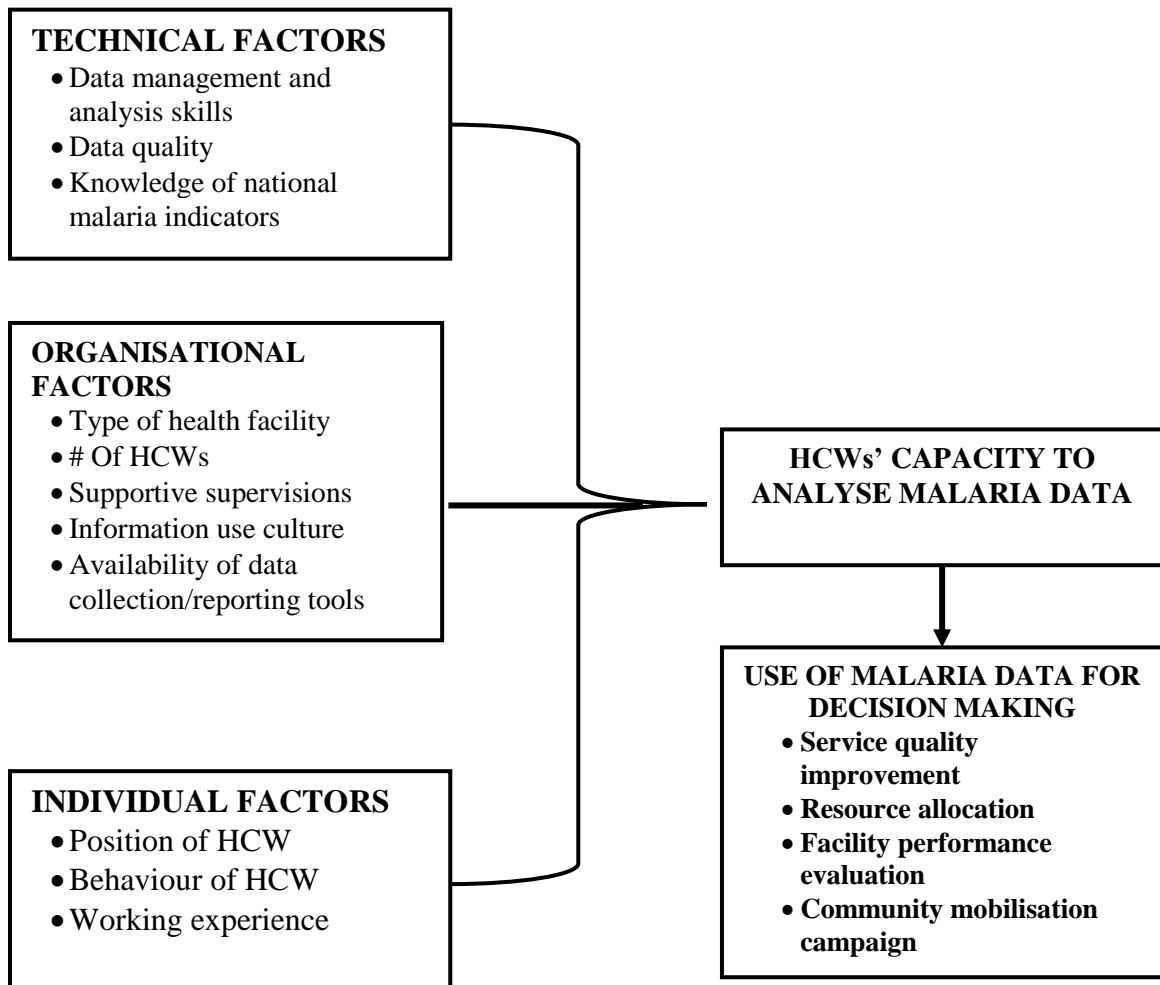 TECHNICAL FACTORS
• Data management and
analysis skills
• Data quality
• Knowledge of national
malaria indicators
ORGANISATIONAL
FACTORS
• Type of health facility
• # Of HCWs
• Supportive supervisions
• Information use culture
• Availability of data
collection/reporting tools
INDIVIDUAL FACTORS
• Position of HCW
• Behaviour of HCW
• Working experience
HCWs’ CAPACITY TO
ANALYSE MALARIA DATA
USE OF MALARIA DATA FOR
DECISION MAKING
• Service quality
improvement
• Resource allocation
• Facility performance
evaluation
• Community mobilisation
campaign